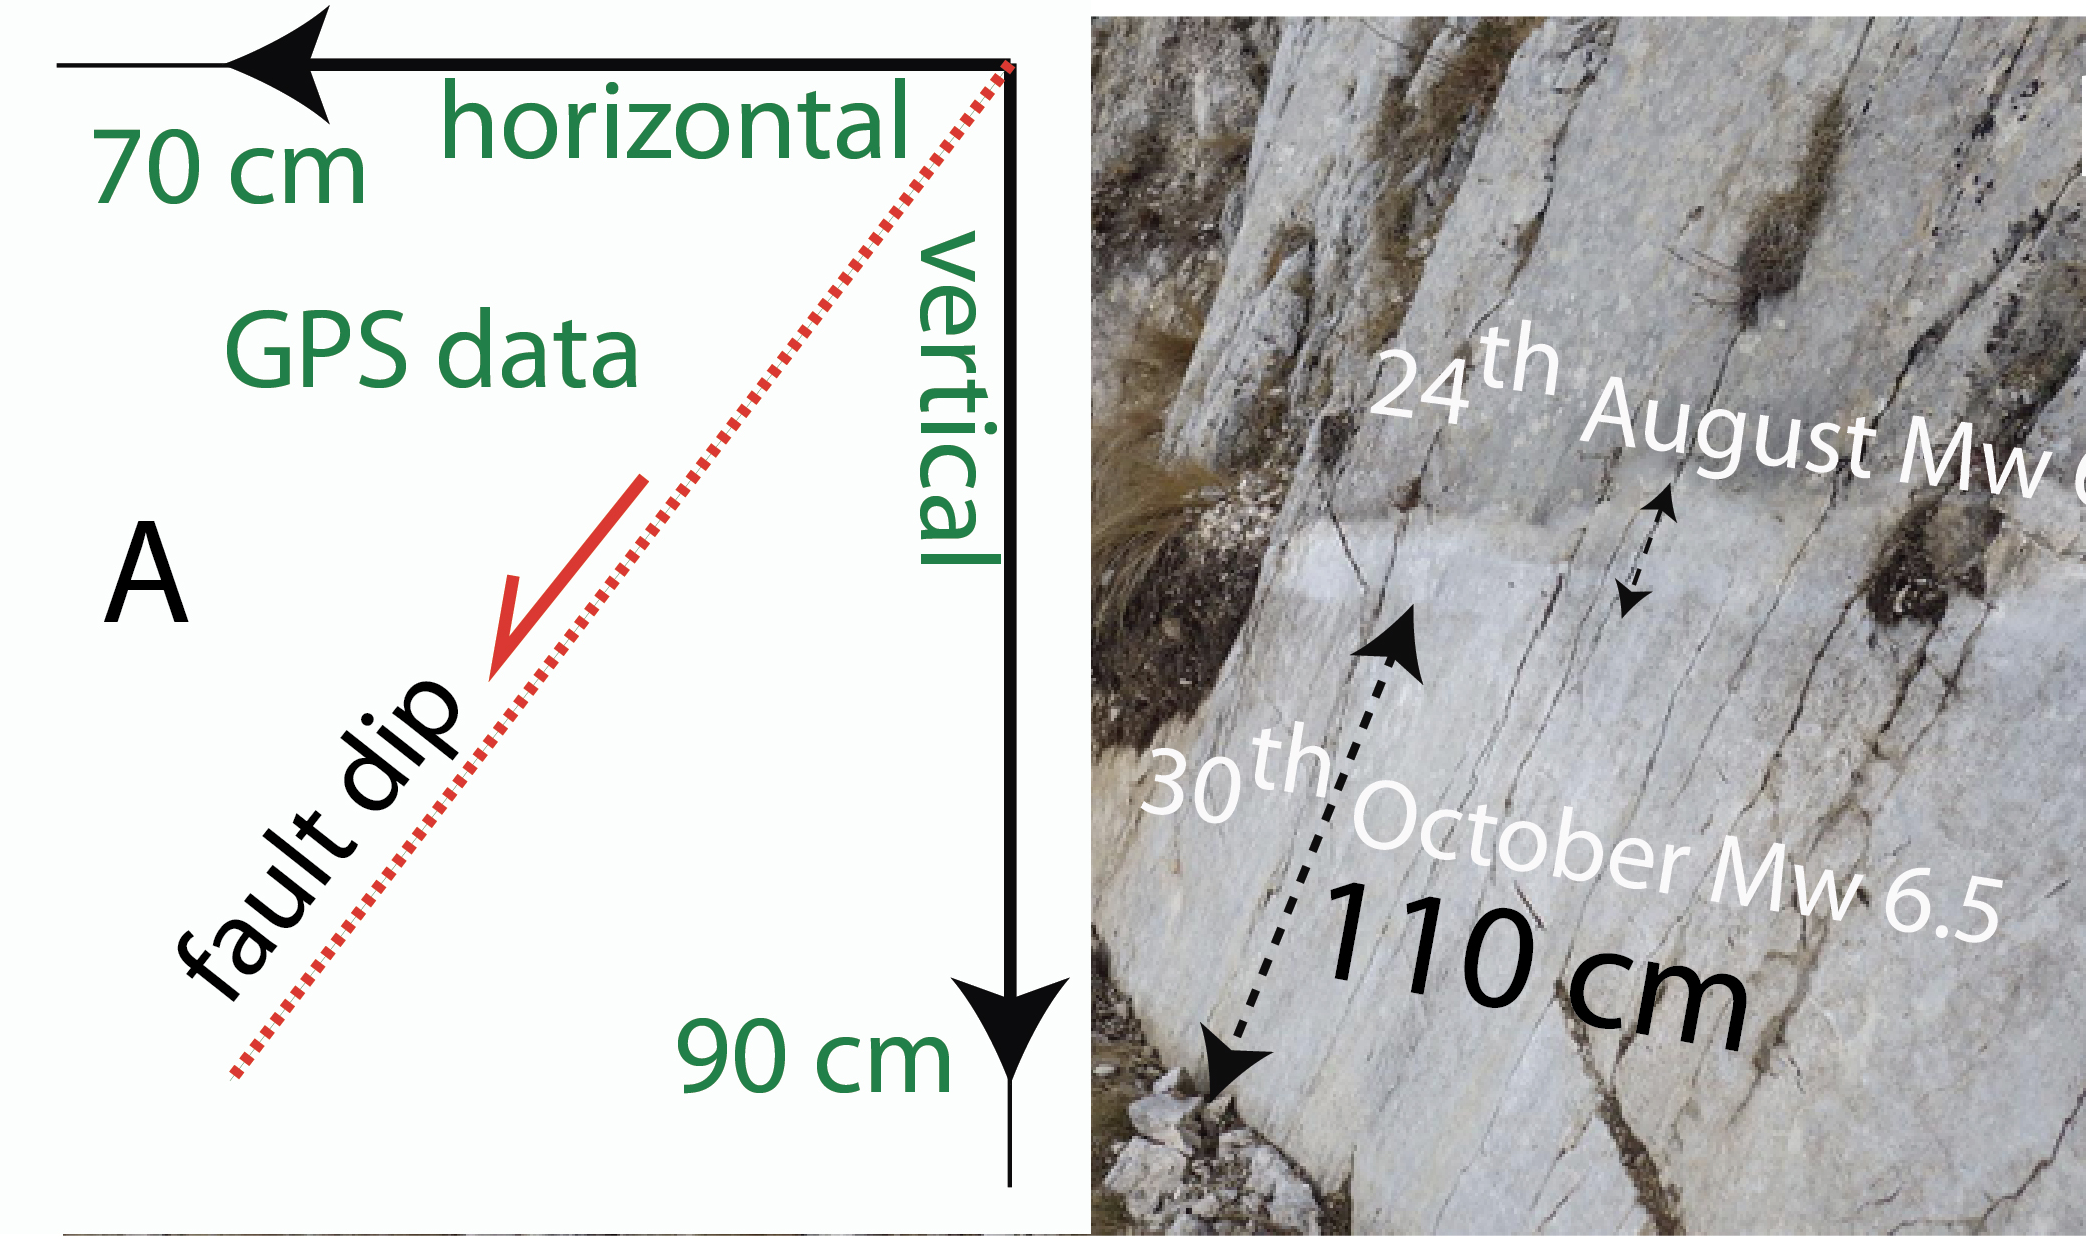 horizontal
70 cm
vertical
GPS data
A
fault dip
90 cm
24th August Mw
30th October Mw 6.5
110 cm